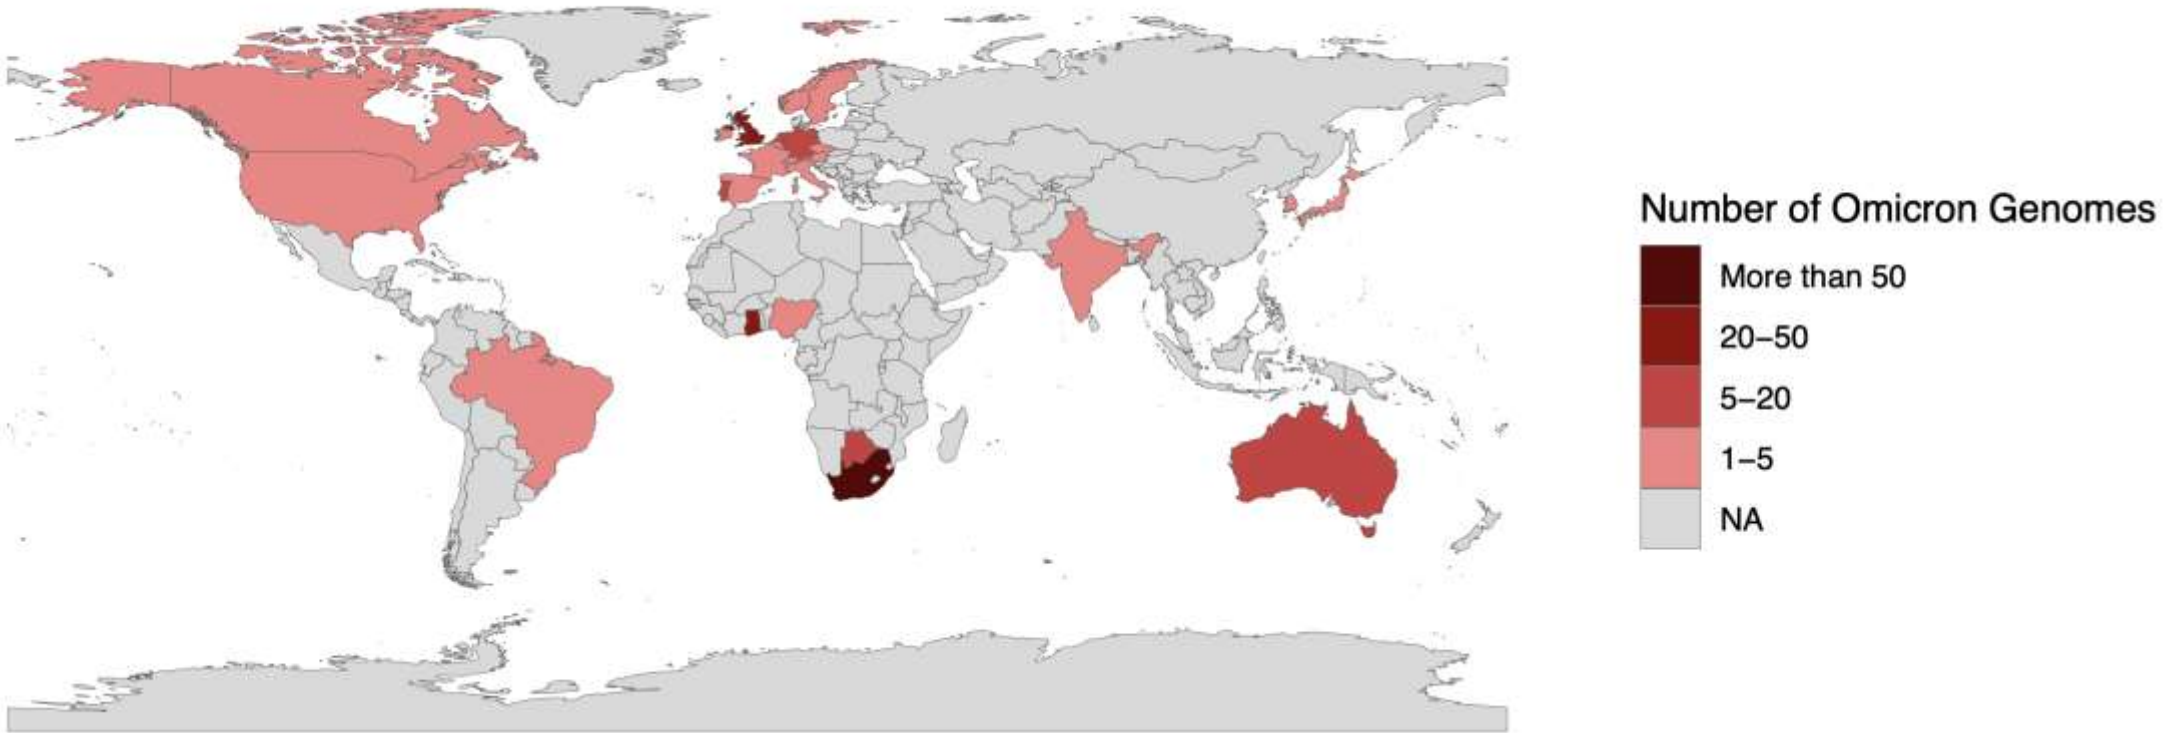 Number of Omicron Genomes
More than 50
20–50
5–20
1–5
NA